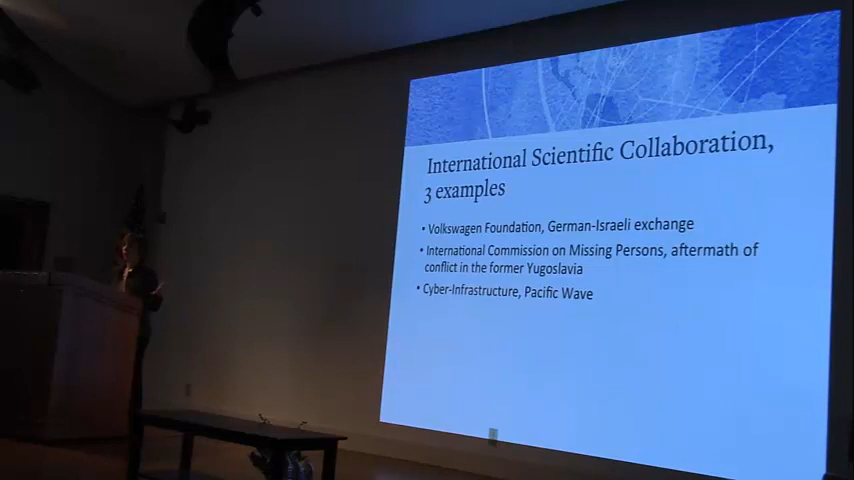 International Scientific Collaboration,
3 examples
• Volkswagen Foundation, German-Israeli exchange
• International Commission on Missing Persons, aftermath of
conflict in the former Yugoslavia
• Cyber-Infrastructure, Pacific Wave